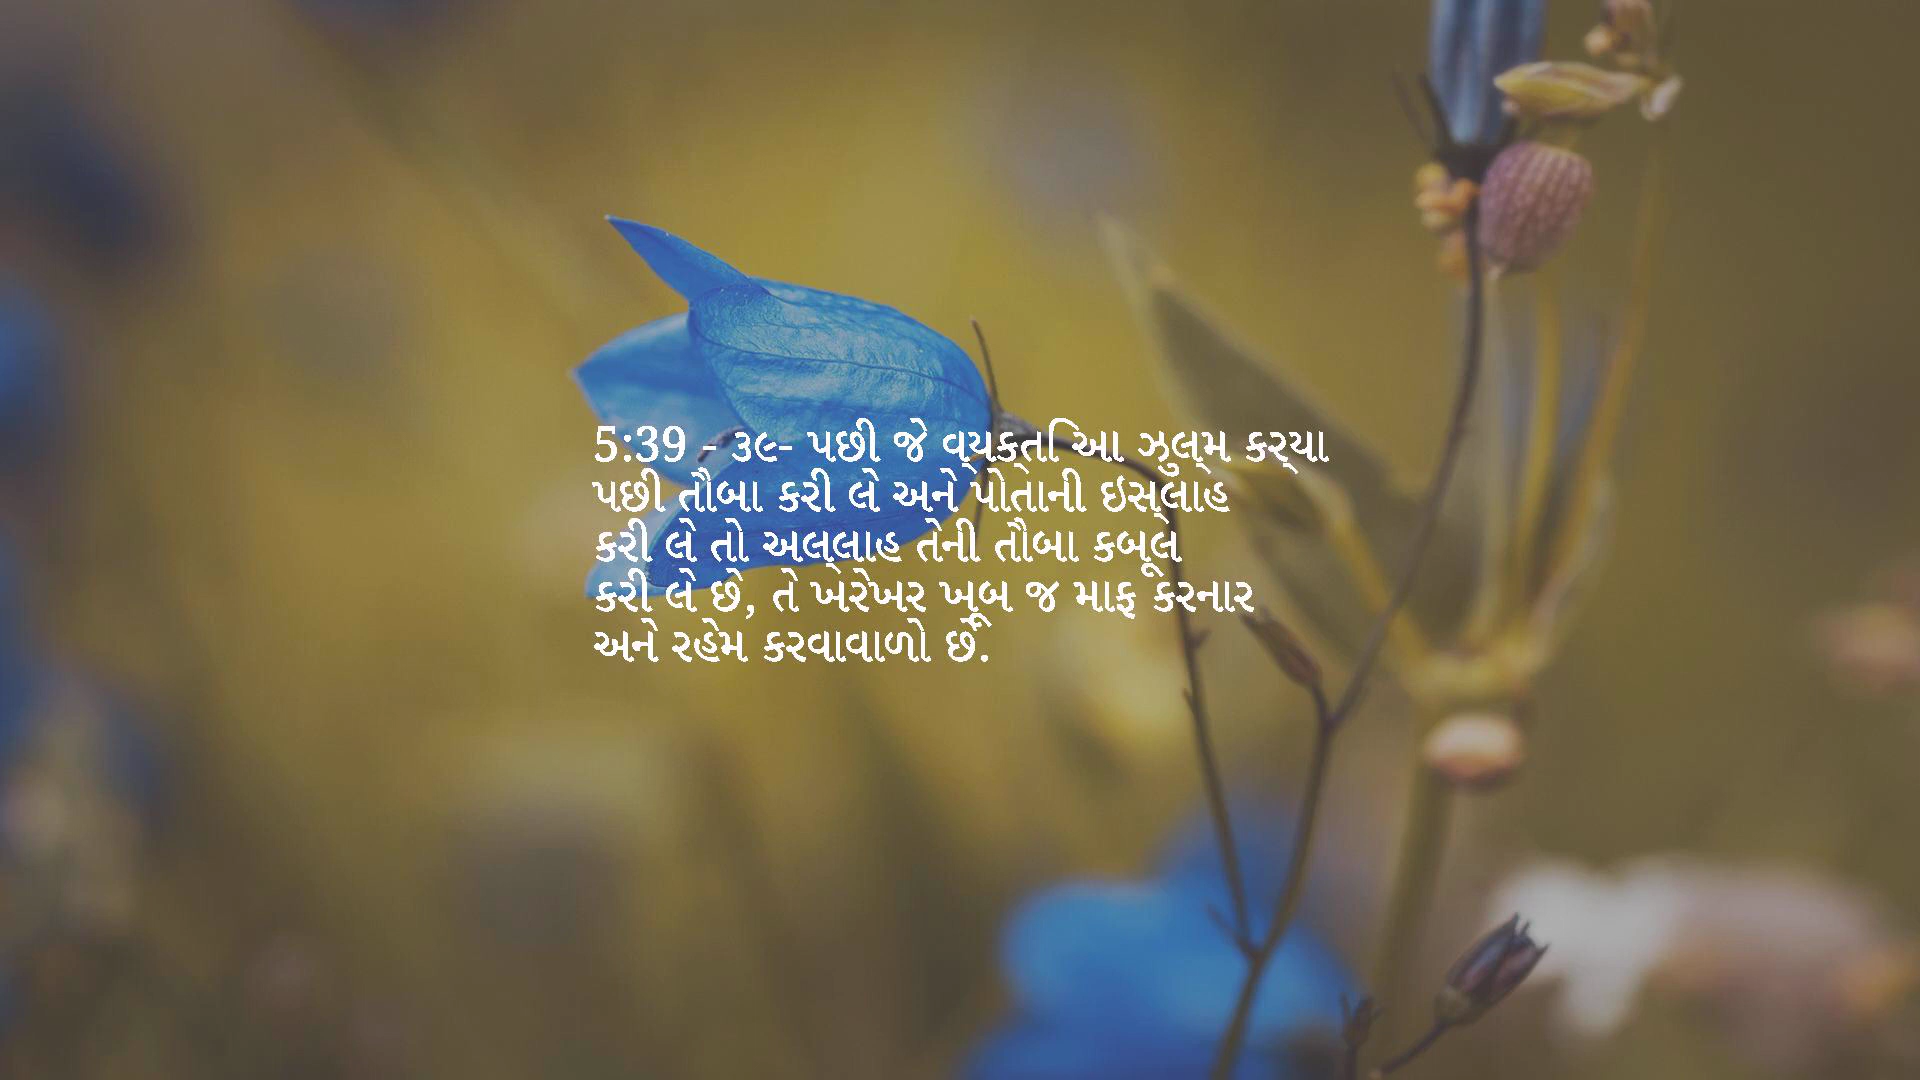 5:39 - ૩૯- પછી જે વ્યક્તિ આ ઝુલ્મ કર્યા
પછી તૌબા કરી લે અને પોતાની ઇસ્લાહ
કરી લે તો અલ્લાહ તેની તૌબા કબૂલ
કરી લે છે, તે ખરેખર ખૂબ જ માફ કરનાર
અને રહેમ કરવાવાળો છે.